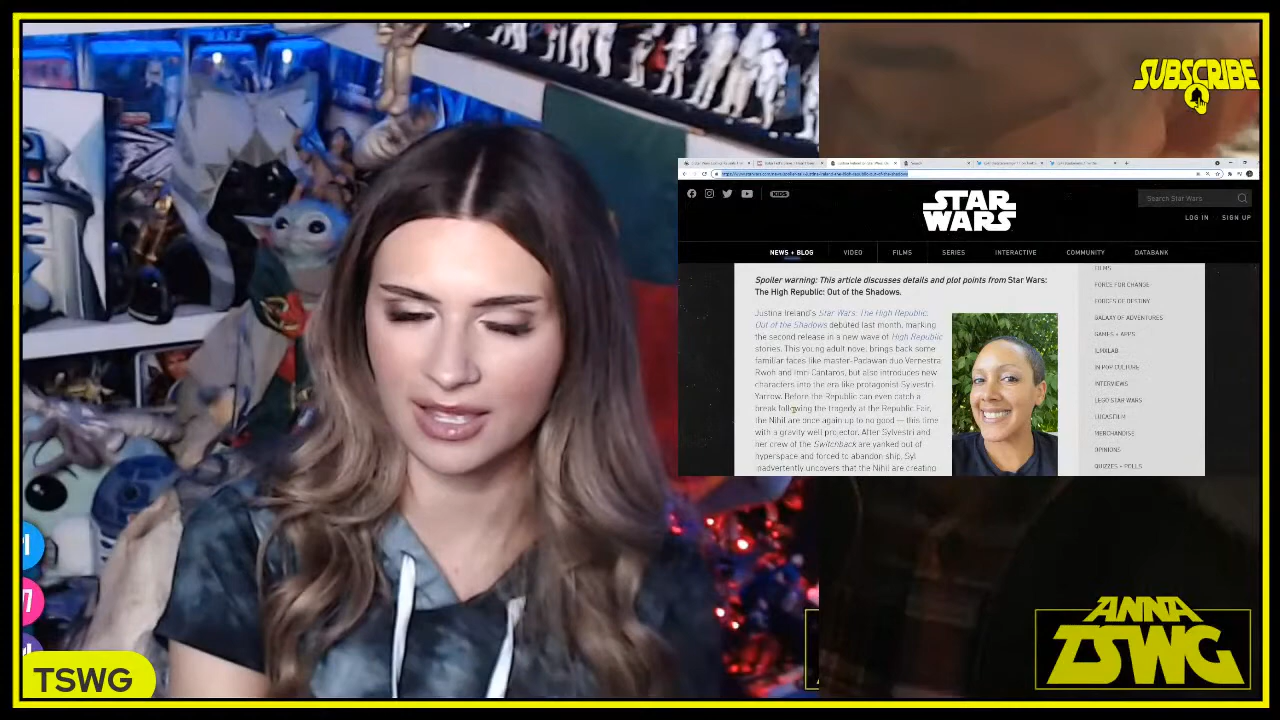 SUBSCRIBE
STAR
WARS
KIDS
Search Star Wars
LOG IN SIGN UP
NEWS + BLOG VIDEO FILMS SERIES INTERACTIVE COMMUNITY DATABANK
Spoiler warning: This article discusses details and plot points from Star Wars:
The High Republic: Out of the Shadows.
Justina Ireland's Star Wars: The High Republic:
Out of the Shadows debuted last month, marking
the second release in a new wave of High Republic
stories. This young adult novel brings back some
familiar faces like master-Padawan duo Vernestra
Rwoh and Imri Cantaros, but also introduces new
characters into the era like protagonist Sylvestri
Yarrow. Before the Republic can even catch a
break following the tragedy at the Republic Fair,
the Nihil are once again up to no good — this time
with a gravity well projector. After Sylvestri and
her crew of the Switchback are yanked out of
hyperspace and forced to abandon ship, Syl
inadvertently uncovers that the Nihil are creating
FILMS
FORCE FOR CHANGE
FORCES OF DESTINY
GALAXY OF ADVENTURES
GAMES + APPS
ILMXLAB
IN POP CULTURE
INTERVIEWS
LEGO STAR WARS
LUCASFILM
MERCHANDISE
OPINIONS
QUIZZES + POLLS
TSWG
ANNA
TSWG